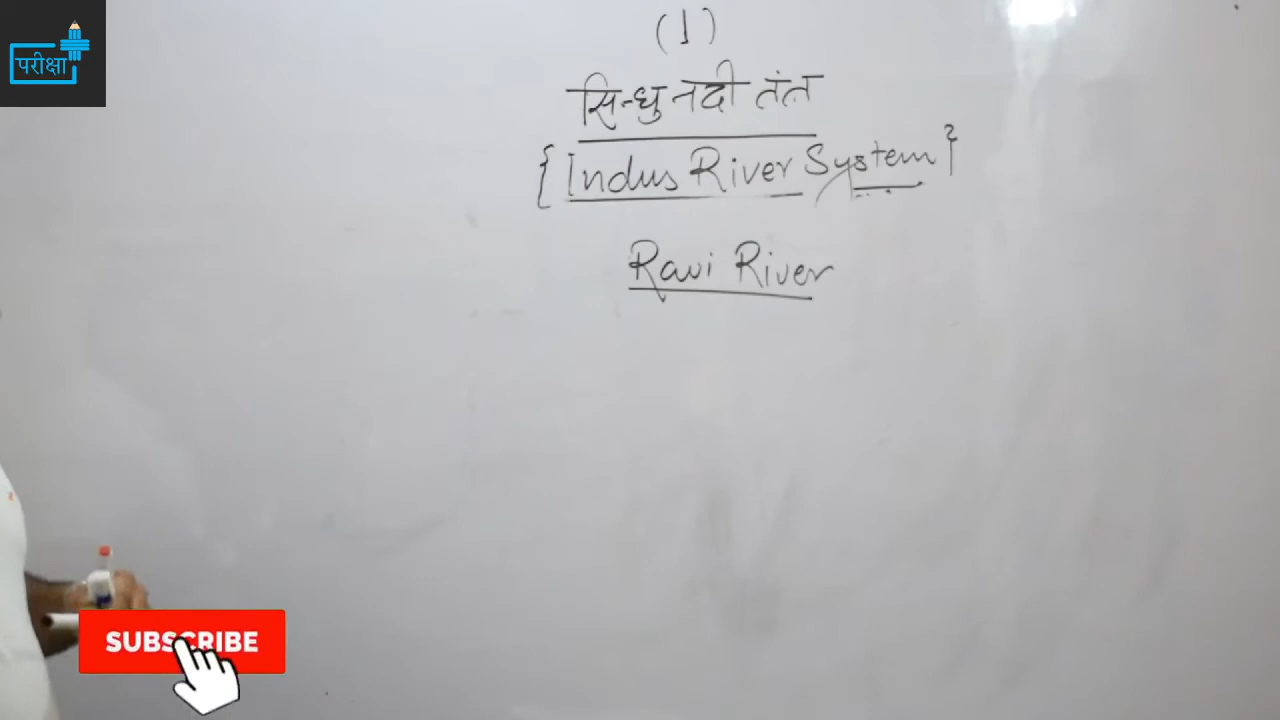 परीक्षा
(1)
सिन्धु नदी तंत्र
{Indus River System}
Ravi River
SUBSCRIBE